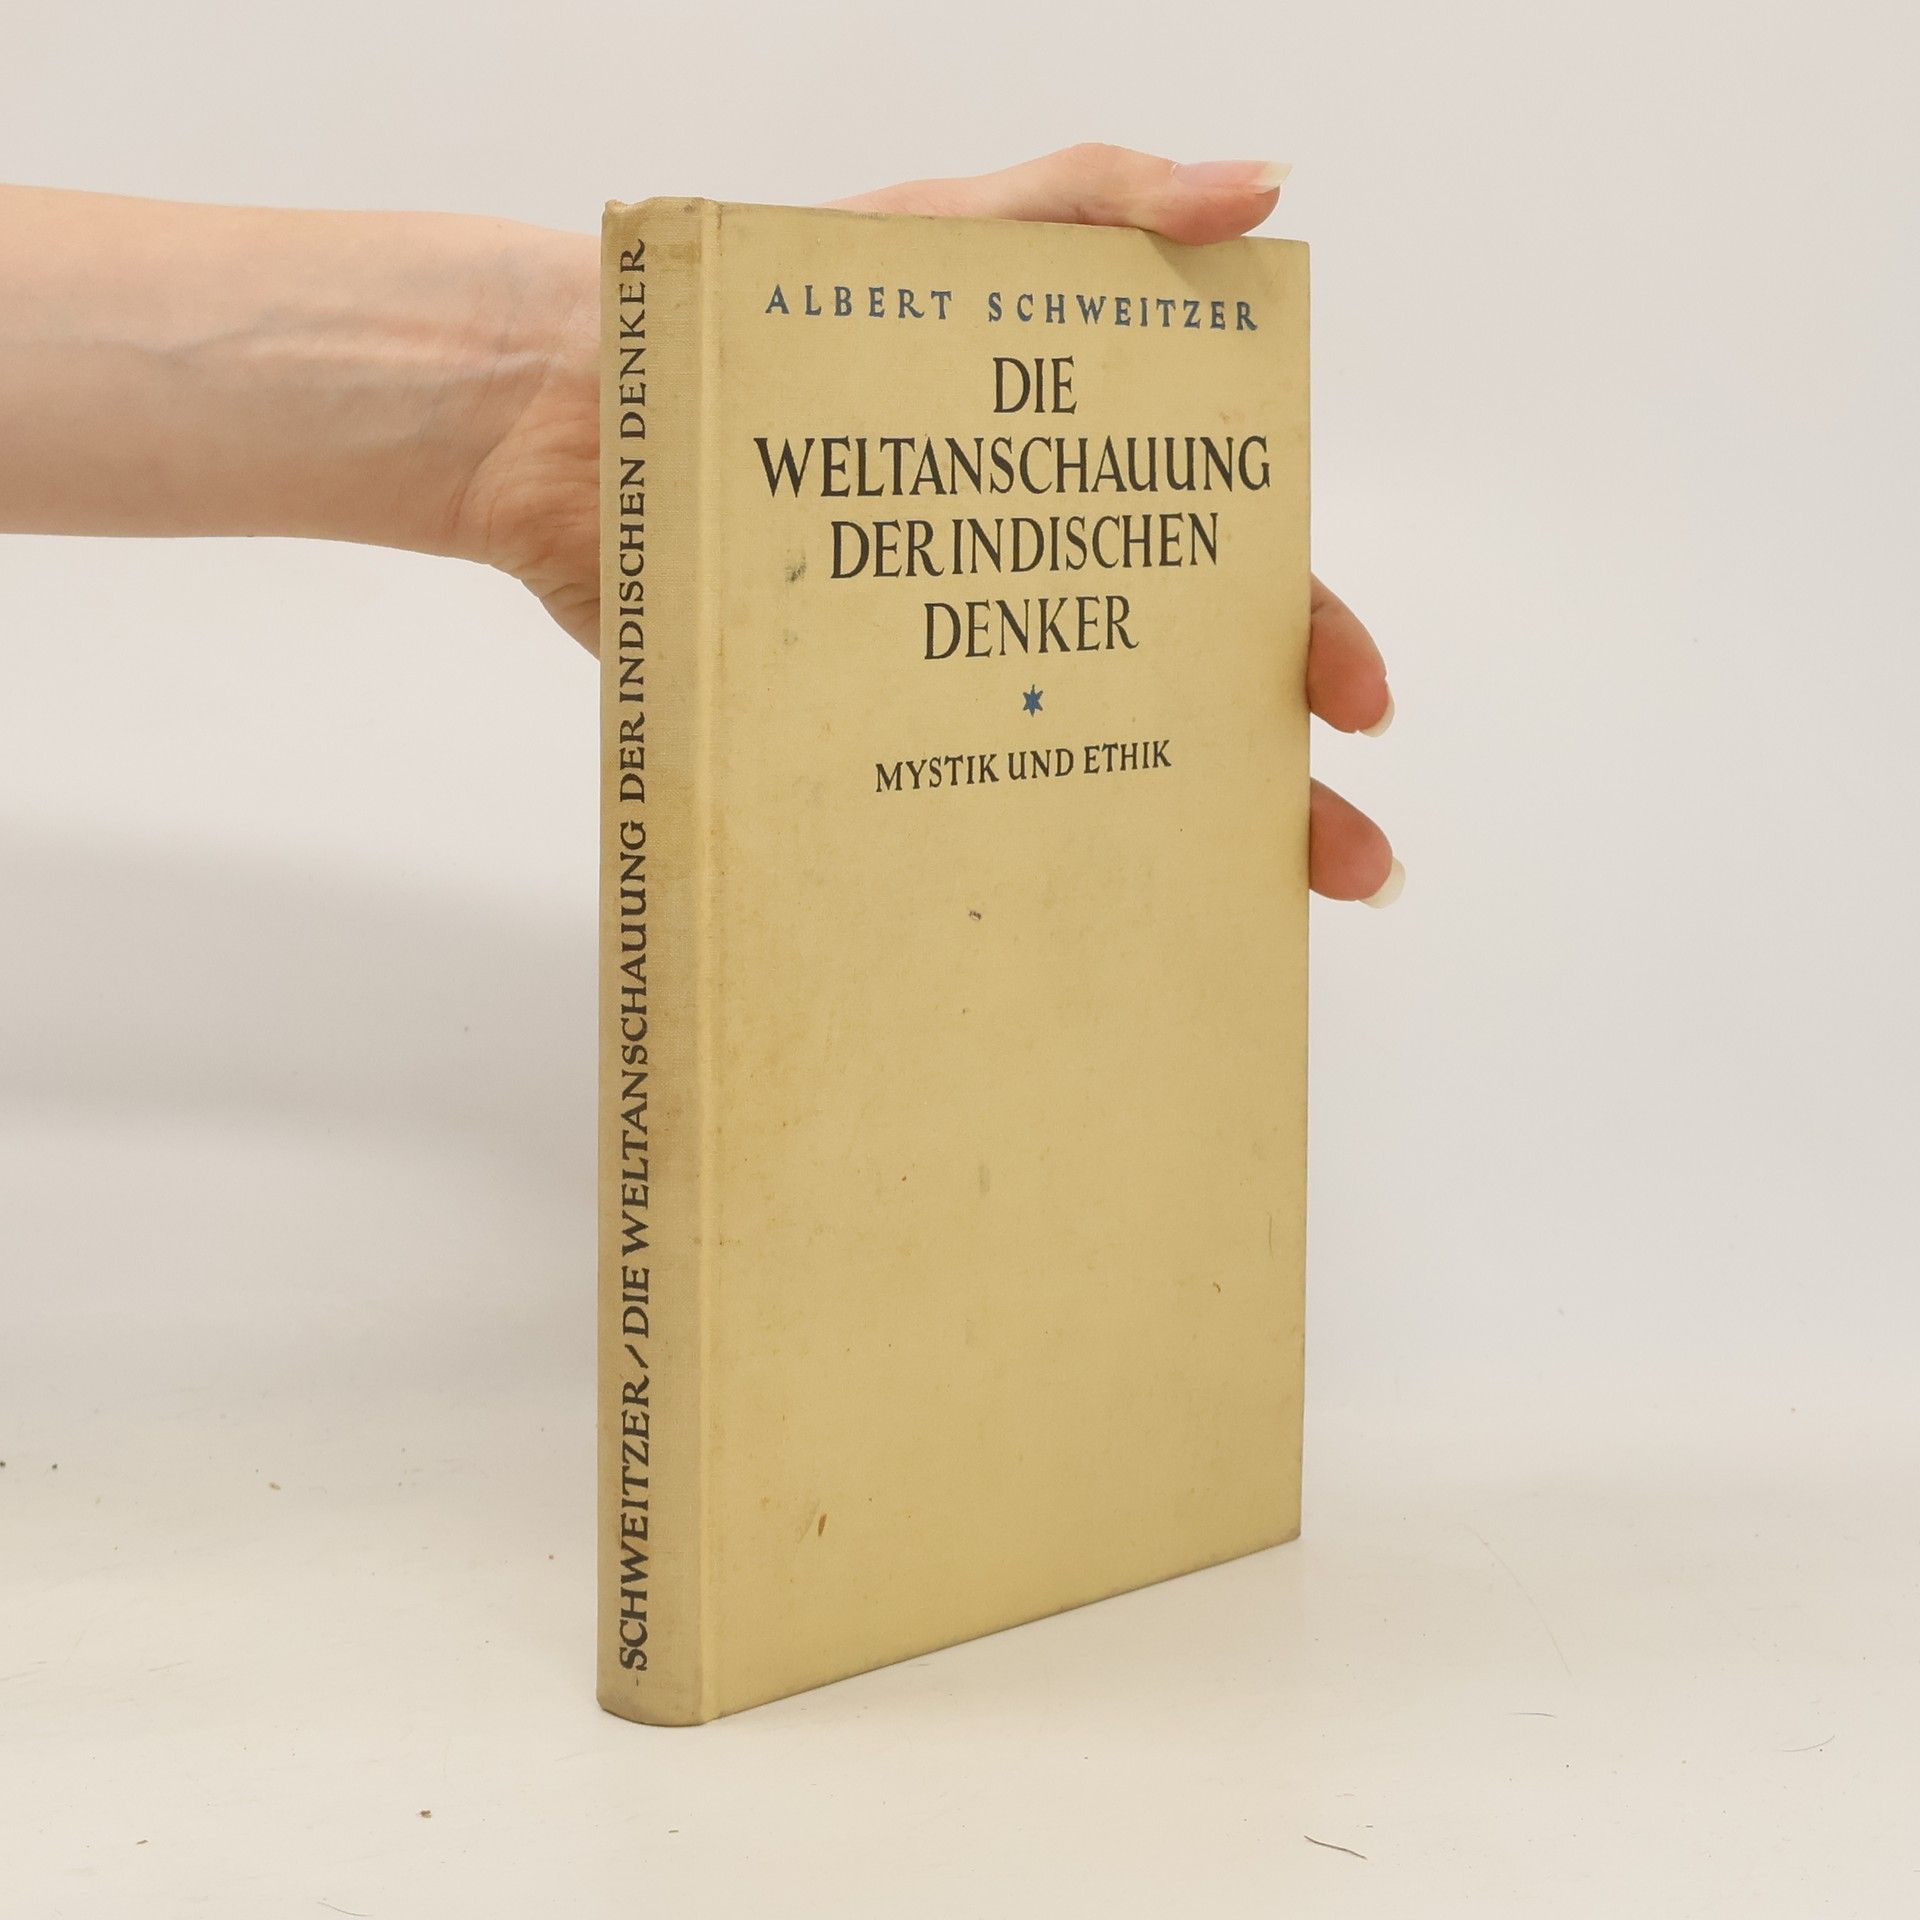 SCHWEITZER/DIE WELTANSCHAUUNG DER INDISCHEN DENKER
ALBERT SCHWEITZER
DIE
WELTANSCHAUUNG
DER INDISCHEN
DENKER
MYSTIK UND ETHIK